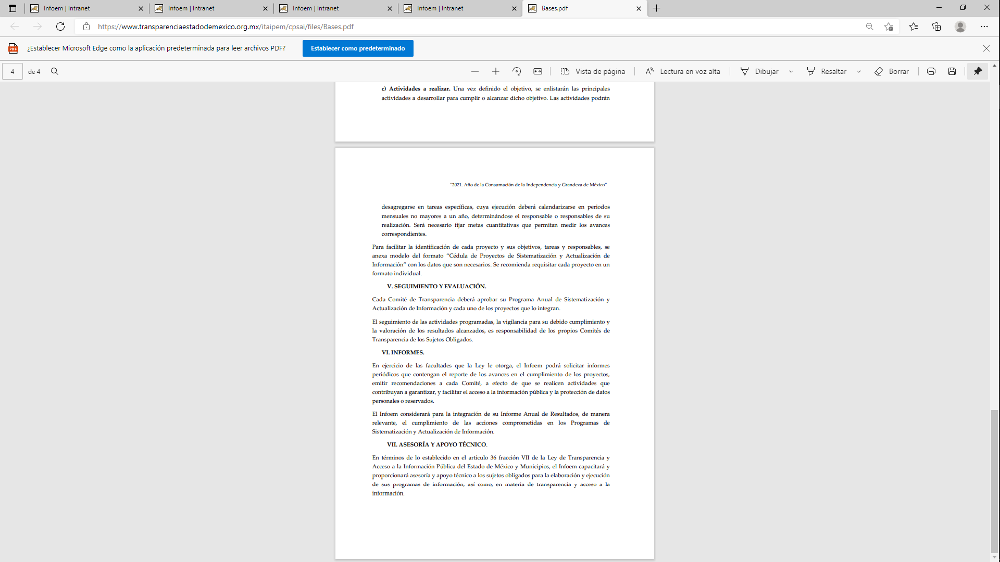 Infoem | Intranet
Infoem | Intranet
Infoem | Intranet
Infoem | Intranet
Bases.pdf
https://www.transparenciaestadodemexico.org.mx/itaipem/cpsai/files/Bases.pdf
PDF
¿Establecer Microsoft Edge como la aplicación predeterminada para leer archivos PDF?
Establecer como predeterminado
4 de 4
Vista de página
Lectura en voz alta
Dibujar
Resaltar
Borrar
c) Actividades a realizar. Una vez definido el objetivo, se enlistarán las principales
actividades a desarrollar para cumplir o alcanzar dicho objetivo. Las actividades podrán
“2021. Año de la Consumación de la Independencia y Grandeza de México”
desagregarse en tareas específicas, cuya ejecución deberá calendarizarse en periodos
mensuales no mayores a un año, determinándose el responsable o responsables de su
realización. Será necesario fijar metas cuantitativas que permitan medir los avances
correspondientes.
Para facilitar la identificación de cada proyecto y sus objetivos, tareas y responsables, se
anexa modelo del formato “Cédula de Proyectos de Sistematización y Actualización de
Información” con los datos que son necesarios. Se recomienda requisitar cada proyecto en un
formato individual.
V. SEGUIMIENTO Y EVALUACIÓN.
Cada Comité de Transparencia deberá aprobar su Programa Anual de Sistematización y
Actualización de Información y cada uno de los proyectos que lo integran.
El seguimiento de las actividades programadas, la vigilancia para su debido cumplimiento y
la valoración de los resultados alcanzados, es responsabilidad de los propios Comités de
Transparencia de los Sujetos Obligados.
VI. INFORMES.
En ejercicio de las facultades que la Ley le otorga, el Infoem podrá solicitar informes
periódicos que contengan el reporte de los avances en el cumplimiento de los proyectos,
emitir recomendaciones a cada Comité, a efecto de que se realicen actividades que
contribuyan a garantizar, y facilitar el acceso a la información pública y la protección de datos
personales o reservados.
El Infoem considerará para la integración de su Informe Anual de Resultados, de manera
relevante, el cumplimiento de las acciones comprometidas en los Programas de
Sistematización y Actualización de Información.
VII. ASESORÍA Y APOYO TÉCNICO.
En términos de lo establecido en el artículo 36 fracción VII de la Ley de Transparencia y
Acceso a la Información Pública del Estado de México y Municipios, el Infoem capacitará y
proporcionará asesoría y apoyo técnico a los sujetos obligados para la elaboración y ejecución
de sus programas de información, así como, en materia de transparencia y acceso a la
información.